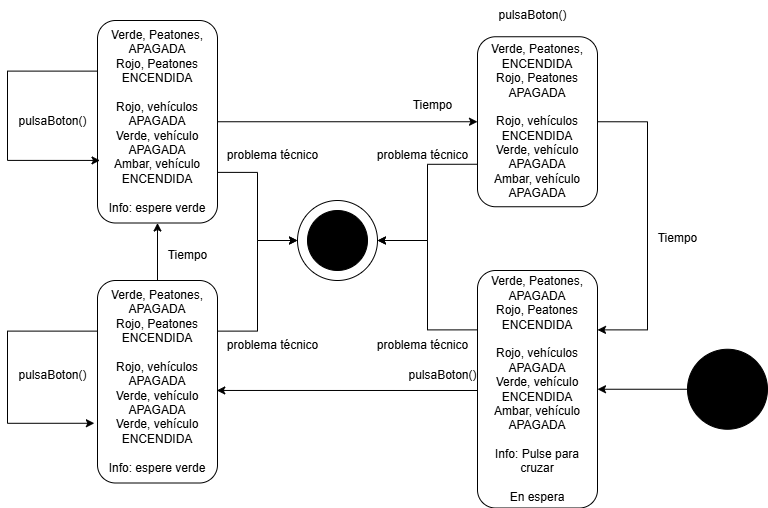 pulsaBoton()
Verde, Peatones,
APAGADA
Rojo, Peatones
ENCENDIDA
Rojo, vehículos
APAGADA
Verde, vehículo
APAGADA
Ambar, vehículo
ENCENDIDA
Info: espere verde
pulsaBoton()
Tiempo
Verde, Peatones,
ENCENDIDA
Rojo, Peatones
APAGADA
Rojo, vehículos
ENCENDIDA
Verde, vehículo
APAGADA
Ambar, vehículo
APAGADA
problema técnico
problema técnico
Tiempo
Tiempo
Verde, Peatones,
APAGADA
Rojo, Peatones
ENCENDIDA
Rojo, vehículos
APAGADA
Verde, vehículo
APAGADA
Verde, vehículo
ENCENDIDA
Info: espere verde
pulsaBoton()
problema técnico
problema técnico
pulsaBoton()
Verde, Peatones,
APAGADA
Rojo, Peatones
ENCENDIDA
Rojo, vehículos
APAGADA
Verde, vehículo
ENCENDIDA
Ambar, vehículo
APAGADA
Info: Pulse para
cruzar
En espera